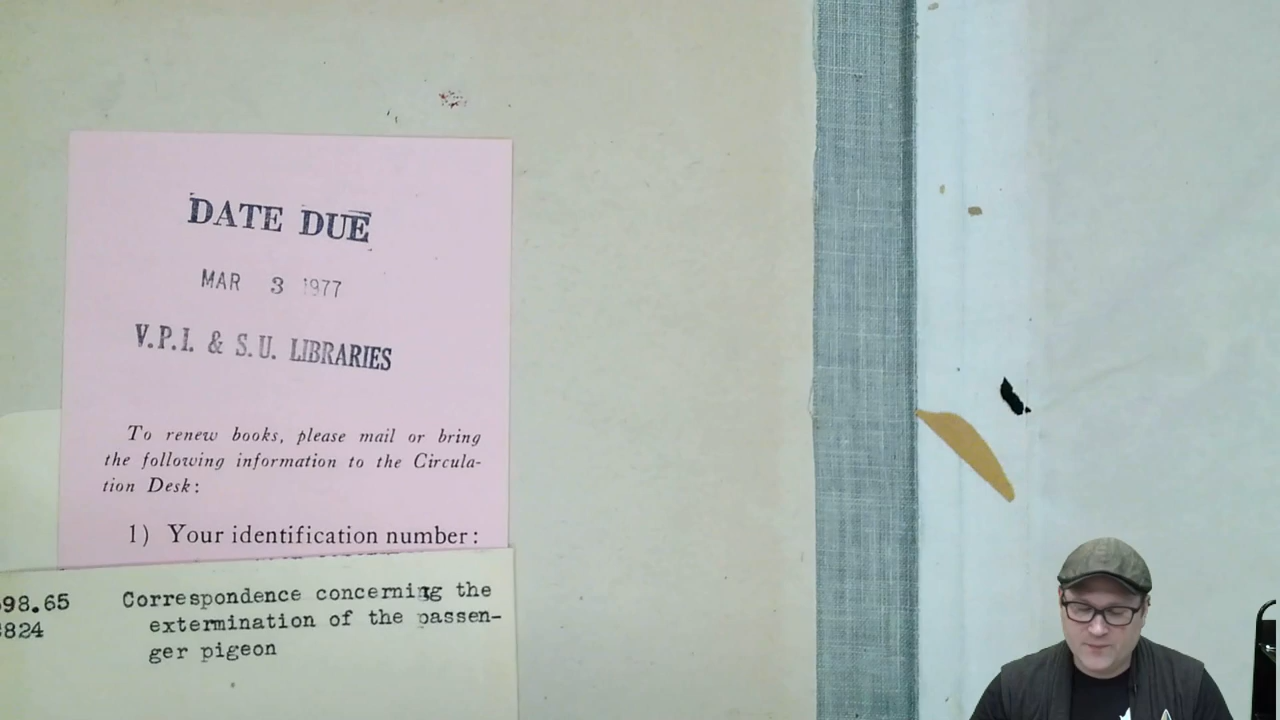 DATE DUE
MAR 3 1977
V.P.I. & S.U. LIBRARIES
To renew books, please mail or bring
the following information to the Circula-
tion Desk:
1) Your identification number:
98.65 Correspondence concerning the
824 extermination of the passen-
ger pigeon